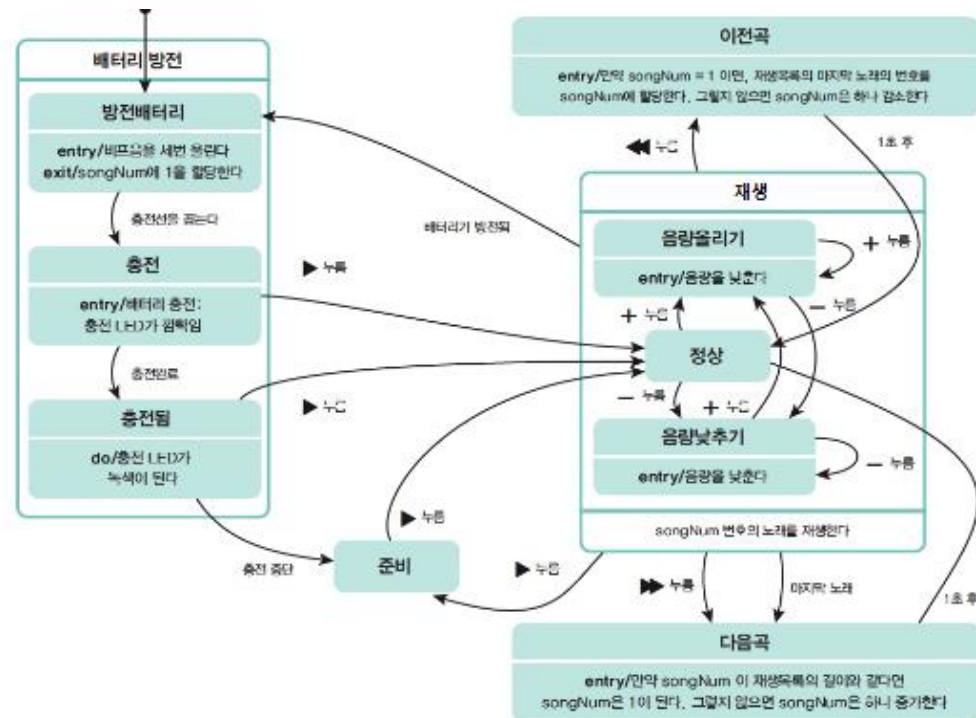 배터리 방전
방전배터리
entry/비프음을 세번 울린다
exit/songNum에 1을 할당한다
충전선을 꼽는다
충전
entry/배터리 충전:
충전 LED가 깜빡임
충전완료
충전됨
do/충전 LED가
녹색이 된다
충전 중단
준비
▶ 누름
▶ 누름
▶ 누름
▶ 누름
배터리가 방전됨
이전곡
entry/만약 songNum = 1 이면, 재생목록의 마지막 노래의 번호를
songNum에 할당한다, 그렇지 않으면 songNum은 하나 감소한다
◀◀ 누름
1초 후
재생
음량올리기
entry/음량을 낮춘다
+ 누름
− 누름
+ 누름
정상
− 누름
+ 누름
음량낮추기
entry/음량을 낮춘다
− 누름
songNum 번호의 노래를 재생한다
▶▶ 누름
마지막 노래
1초 후
다음곡
entry/만약 songNum 이 재생목록의 길이와 같다면
songNum은 1이 된다, 그렇지 않으면 songNum은 하니 증가한다